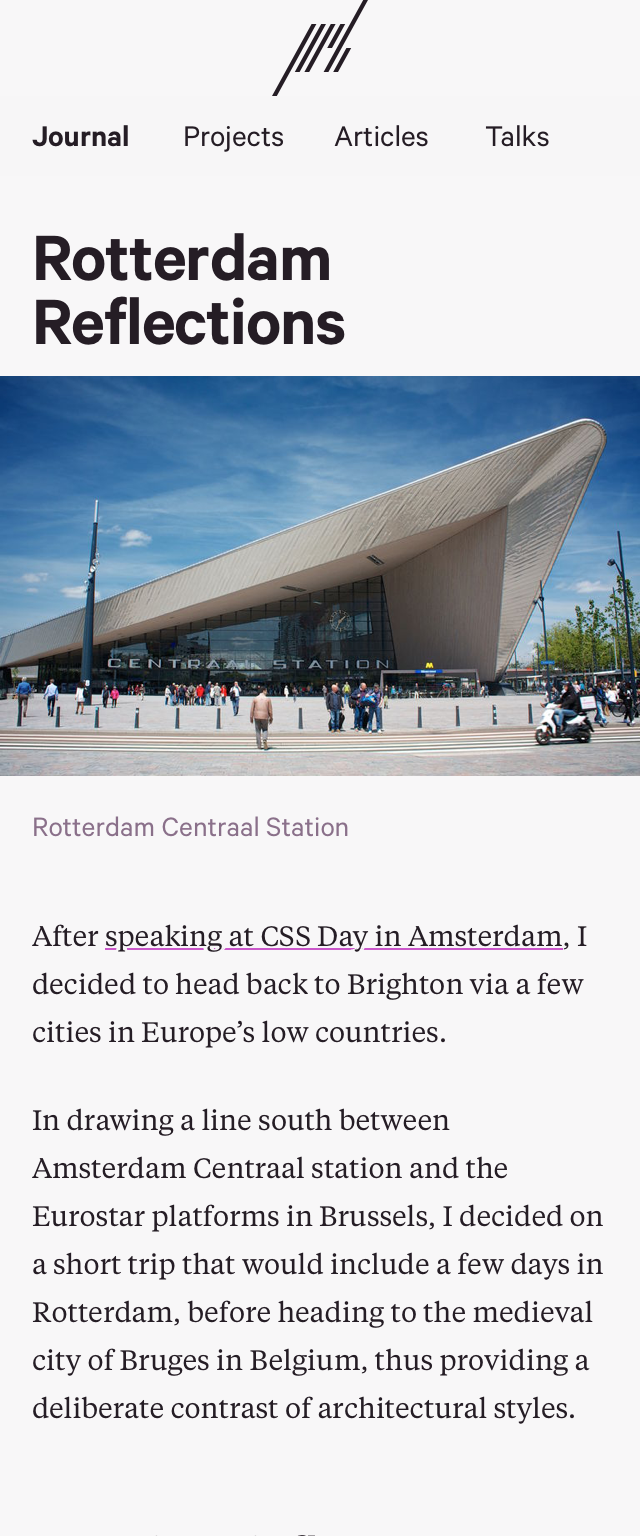 Journal Projects Articles Talks
Rotterdam
Reflections
CENTRAAL STATION
M
Rotterdam Centraal Station
After speaking at CSS Day in Amsterdam, I
decided to head back to Brighton via a few
cities in Europe’s low countries.
In drawing a line south between
Amsterdam Centraal station and the
Eurostar platforms in Brussels, I decided on
a short trip that would include a few days in
Rotterdam, before heading to the medieval
city of Bruges in Belgium, thus providing a
deliberate contrast of architectural styles.